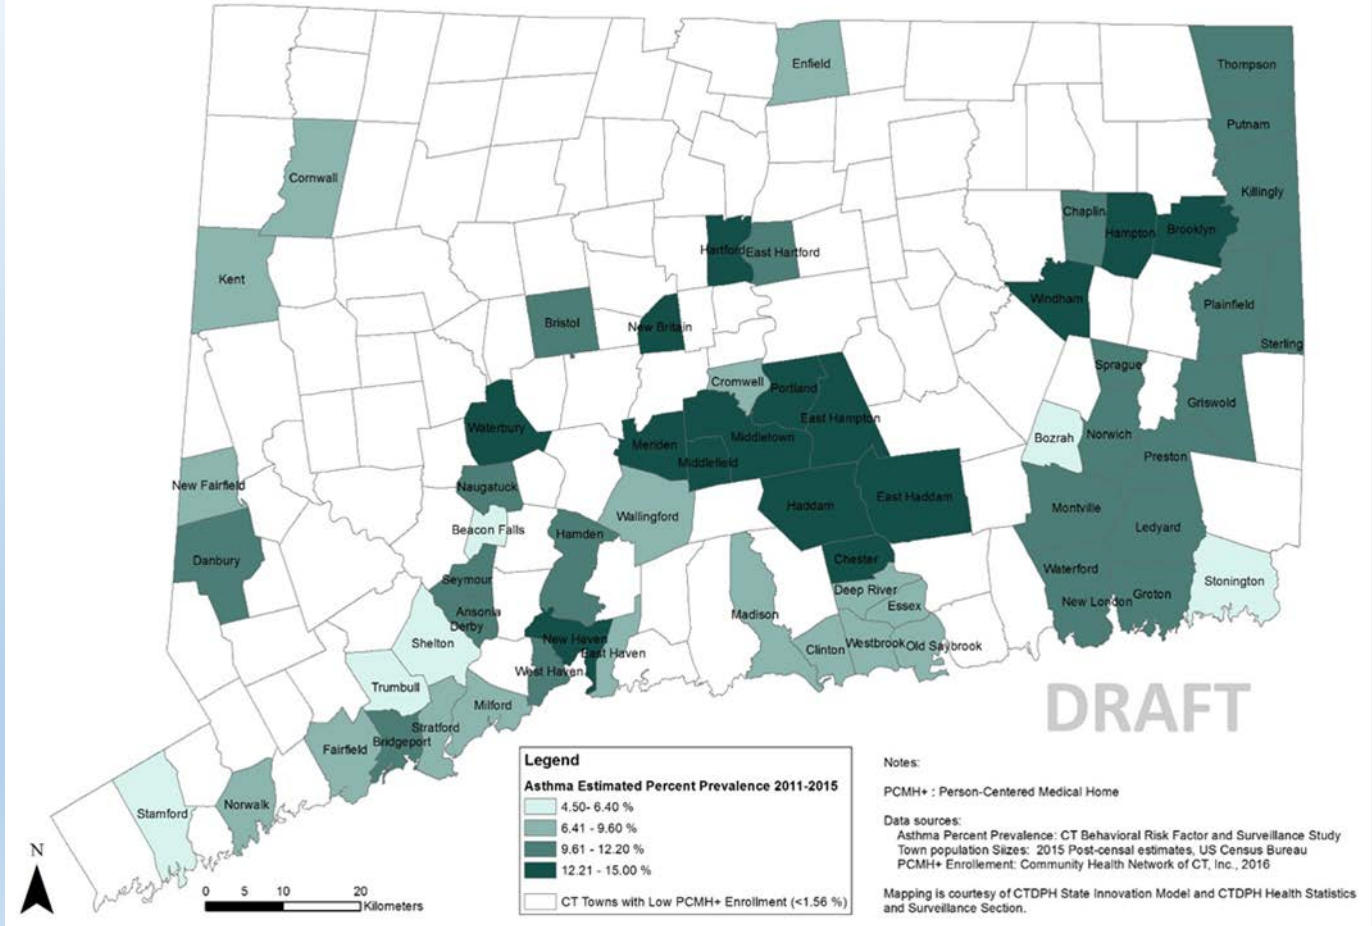 Enfield
Thompson
Putnam
Cornwall
Killingly
Chaplin
Hampton
Brooklyn
Hartford
East Hartford
Kent
Windham
Plainfield
Bristol
New Britain
Sterling
Sprague
Cromwell
Portland
Griswold
East Hampton
Waterbury
Bozrah
Norwich
Meriden
Middletown
Middlefield
Preston
New Fairfield
Naugatuck
Haddam
East Haddam
Wallingford
Montville
Beacon Falls
Hamden
Ledyard
Danbury
Chester
Waterford
Seymour
Stonington
Deep River
Groton
New London
Essex
Ansonia
Madison
Derby
New Haven
Shelton
Clinton
Westbrook
Old Saybrook
East Haven
West Haven
Trumbull
Milford
Stratford
Bridgeport
Fairfield
Stamford
Norwalk
DRAFT
N
0 5 10 20
Kilometers
Legend
Asthma Estimated Percent Prevalence 2011-2015
4.50- 6.40 %
6.41 - 9.60 %
9.61 - 12.20 %
12.21 - 15.00 %
CT Towns with Low PCMH+ Enrollment (<1.56 %)
Notes:
PCMH+ : Person-Centered Medical Home
Data sources:
Asthma Percent Prevalence: CT Behavioral Risk Factor and Surveillance Study
Town population Siizes: 2015 Post-censal estimates, US Census Bureau
PCMH+ Enrollement: Community Health Network of CT, Inc., 2016
Mapping is courtesy of CTDPH State Innovation Model and CTDPH Health Statistics
and Surveillance Section.